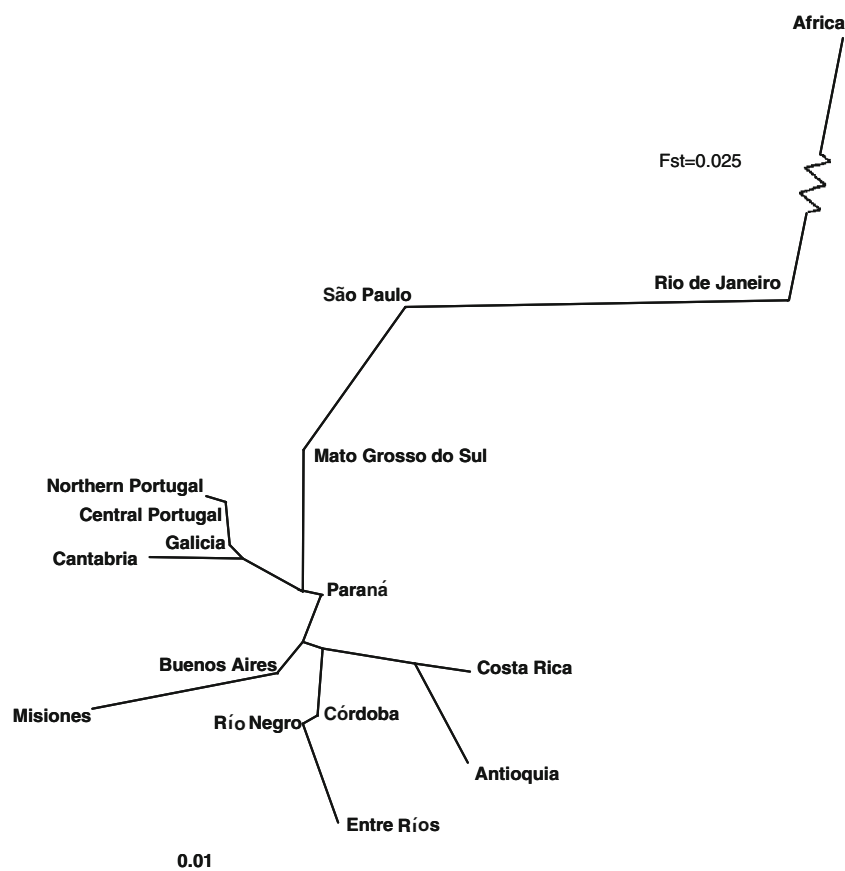 Africa
Fst=0.025
Rio de Janeiro
São Paulo
Mato Grosso do Sul
Northern Portugal
Central Portugal
Galicia
Cantabria
Paraná
Buenos Aires
Costa Rica
Misiones
Río Negro
Córdoba
Antioquia
Entre Ríos
0.01